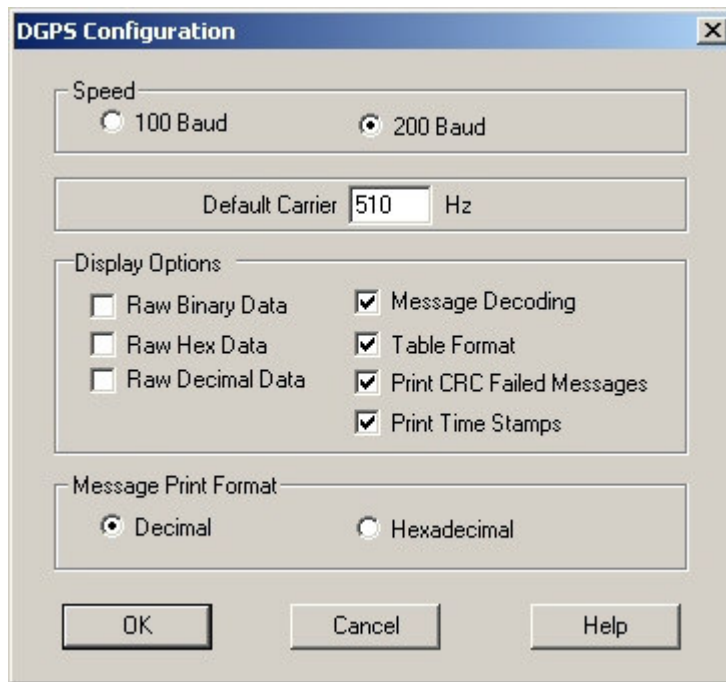 DGPS Configuration
Speed
100 Baud 200 Baud
Default Carrier 510 Hz
Display Options
Raw Binary Data Message Decoding
Raw Hex Data Table Format
Raw Decimal Data Print CRC Failed Messages
Print Time Stamps
Message Print Format
Decimal Hexadecimal
OK Cancel Help